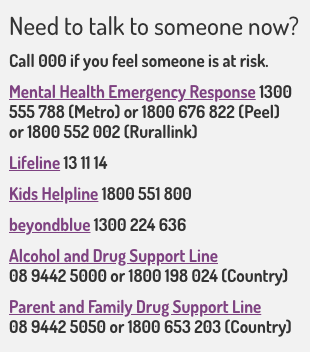 Need to talk to someone now?
Call 000 if you feel someone is at risk.
Mental Health Emergency Response 1300
555 788 (Metro) or 1800 676 822 (Peel)
or 1800 552 002 (Rurallink)
Lifeline 13 11 14
Kids Helpline 1800 551 800
beyondblue 1300 224 636
Alcohol and Drug Support Line
08 9442 5000 or 1800 198 024 (Country)
Parent and Family Drug Support Line
08 9442 5050 or 1800 653 203 (Country)